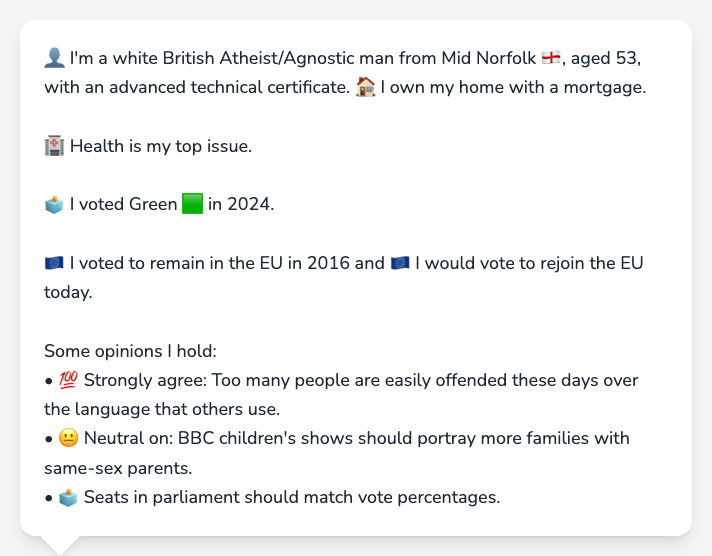 👤 I'm a white British Atheist/Agnostic man from Mid Norfolk 🏴󠁧󠁢󠁥󠁮󠁧󠁿, aged 53,
with an advanced technical certificate. 🏠 I own my home with a mortgage.
🏥 Health is my top issue.
🗳️ I voted Green 🟩 in 2024.
🇪🇺 I voted to remain in the EU in 2016 and 🇪🇺 I would vote to rejoin the EU
today.
Some opinions I hold:
• 💯 Strongly agree: Too many people are easily offended these days over
the language that others use.
• 😐 Neutral on: BBC children's shows should portray more families with
same-sex parents.
• 🗳️ Seats in parliament should match vote percentages.